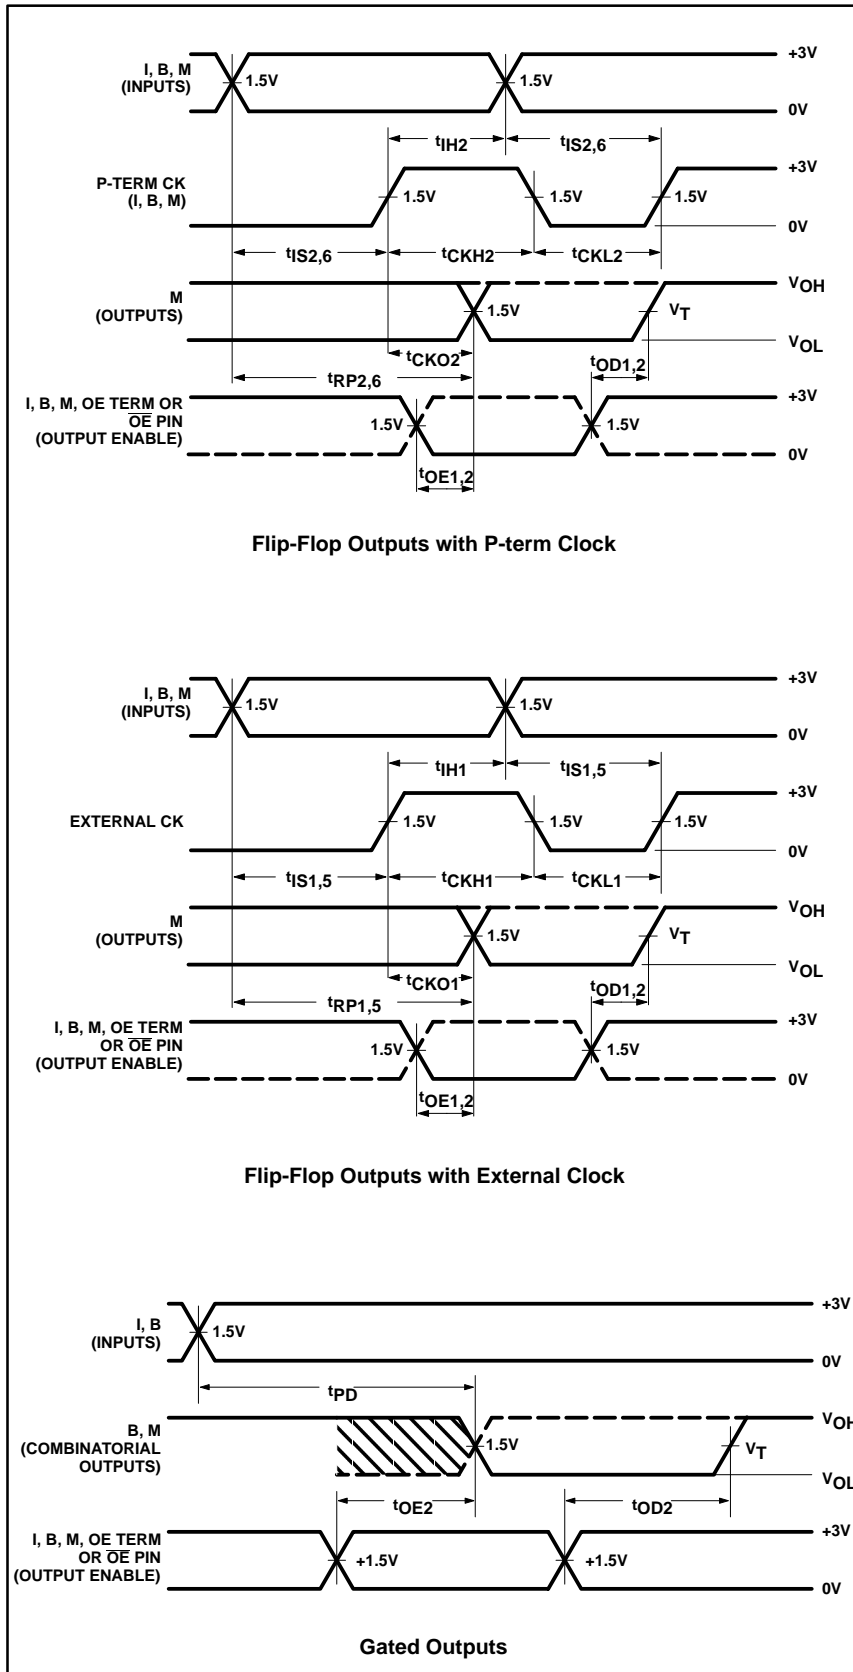 I, B, M
(INPUTS)
1.5V
1.5V
+3V
0V
tIH2
tIS2,6
P-TERM CK
(I, B, M)
1.5V
1.5V
1.5V
+3V
0V
tIS2,6
tCKH2
tCKL2
M
(OUTPUTS)
1.5V
VT
VOH
VOL
tCKO2
tOD1,2
tRP2,6
I, B, M, OE TERM OR
OE PIN
(OUTPUT ENABLE)
1.5V
1.5V
+3V
0V
tOE1,2
Flip-Flop Outputs with P-term Clock
I, B, M
(INPUTS)
1.5V
1.5V
+3V
0V
tIH1
tIS1,5
EXTERNAL CK
1.5V
1.5V
1.5V
+3V
0V
tIS1,5
tCKH1
tCKL1
M
(OUTPUTS)
1.5V
VT
VOH
VOL
tCKO1
tOD1,2
tRP1,5
I, B, M, OE TERM
OR OE PIN
(OUTPUT ENABLE)
1.5V
1.5V
+3V
0V
tOE1,2
Flip-Flop Outputs with External Clock
I, B
(INPUTS)
1.5V
+3V
0V
tPD
B, M
(COMBINATORIAL
OUTPUTS)
1.5V
VT
VOH
VOL
tOE2
tOD2
I, B, M, OE TERM
OR OE PIN
(OUTPUT ENABLE)
+1.5V
+1.5V
+3V
0V
Gated Outputs